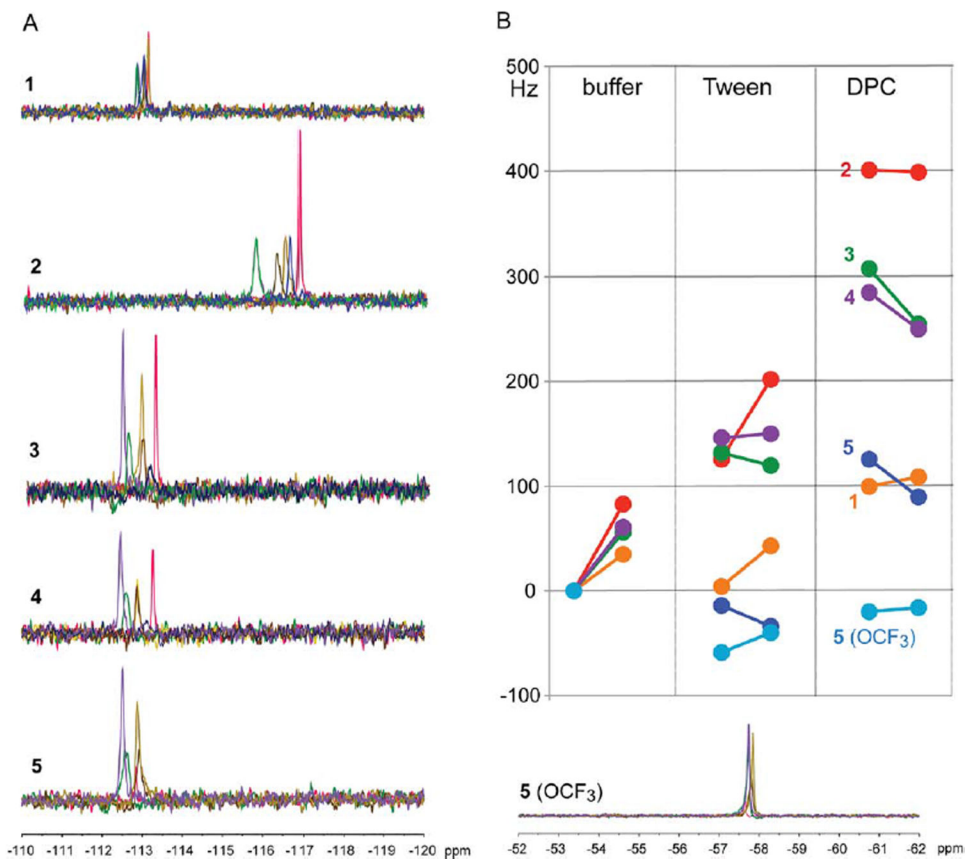 A
1
2
3
4
5
-110 -111 -112 -113 -114 -115 -116 -117 -118 -119 -120 ppm
B
500
Hz
400
300
200
100
0
-100
buffer Tween DPC
2
3
4
5
1
5 (OCF₃)
5 (OCF₃)
-52 -53 -54 -55 -56 -57 -58 -59 -60 -61 -62 ppm